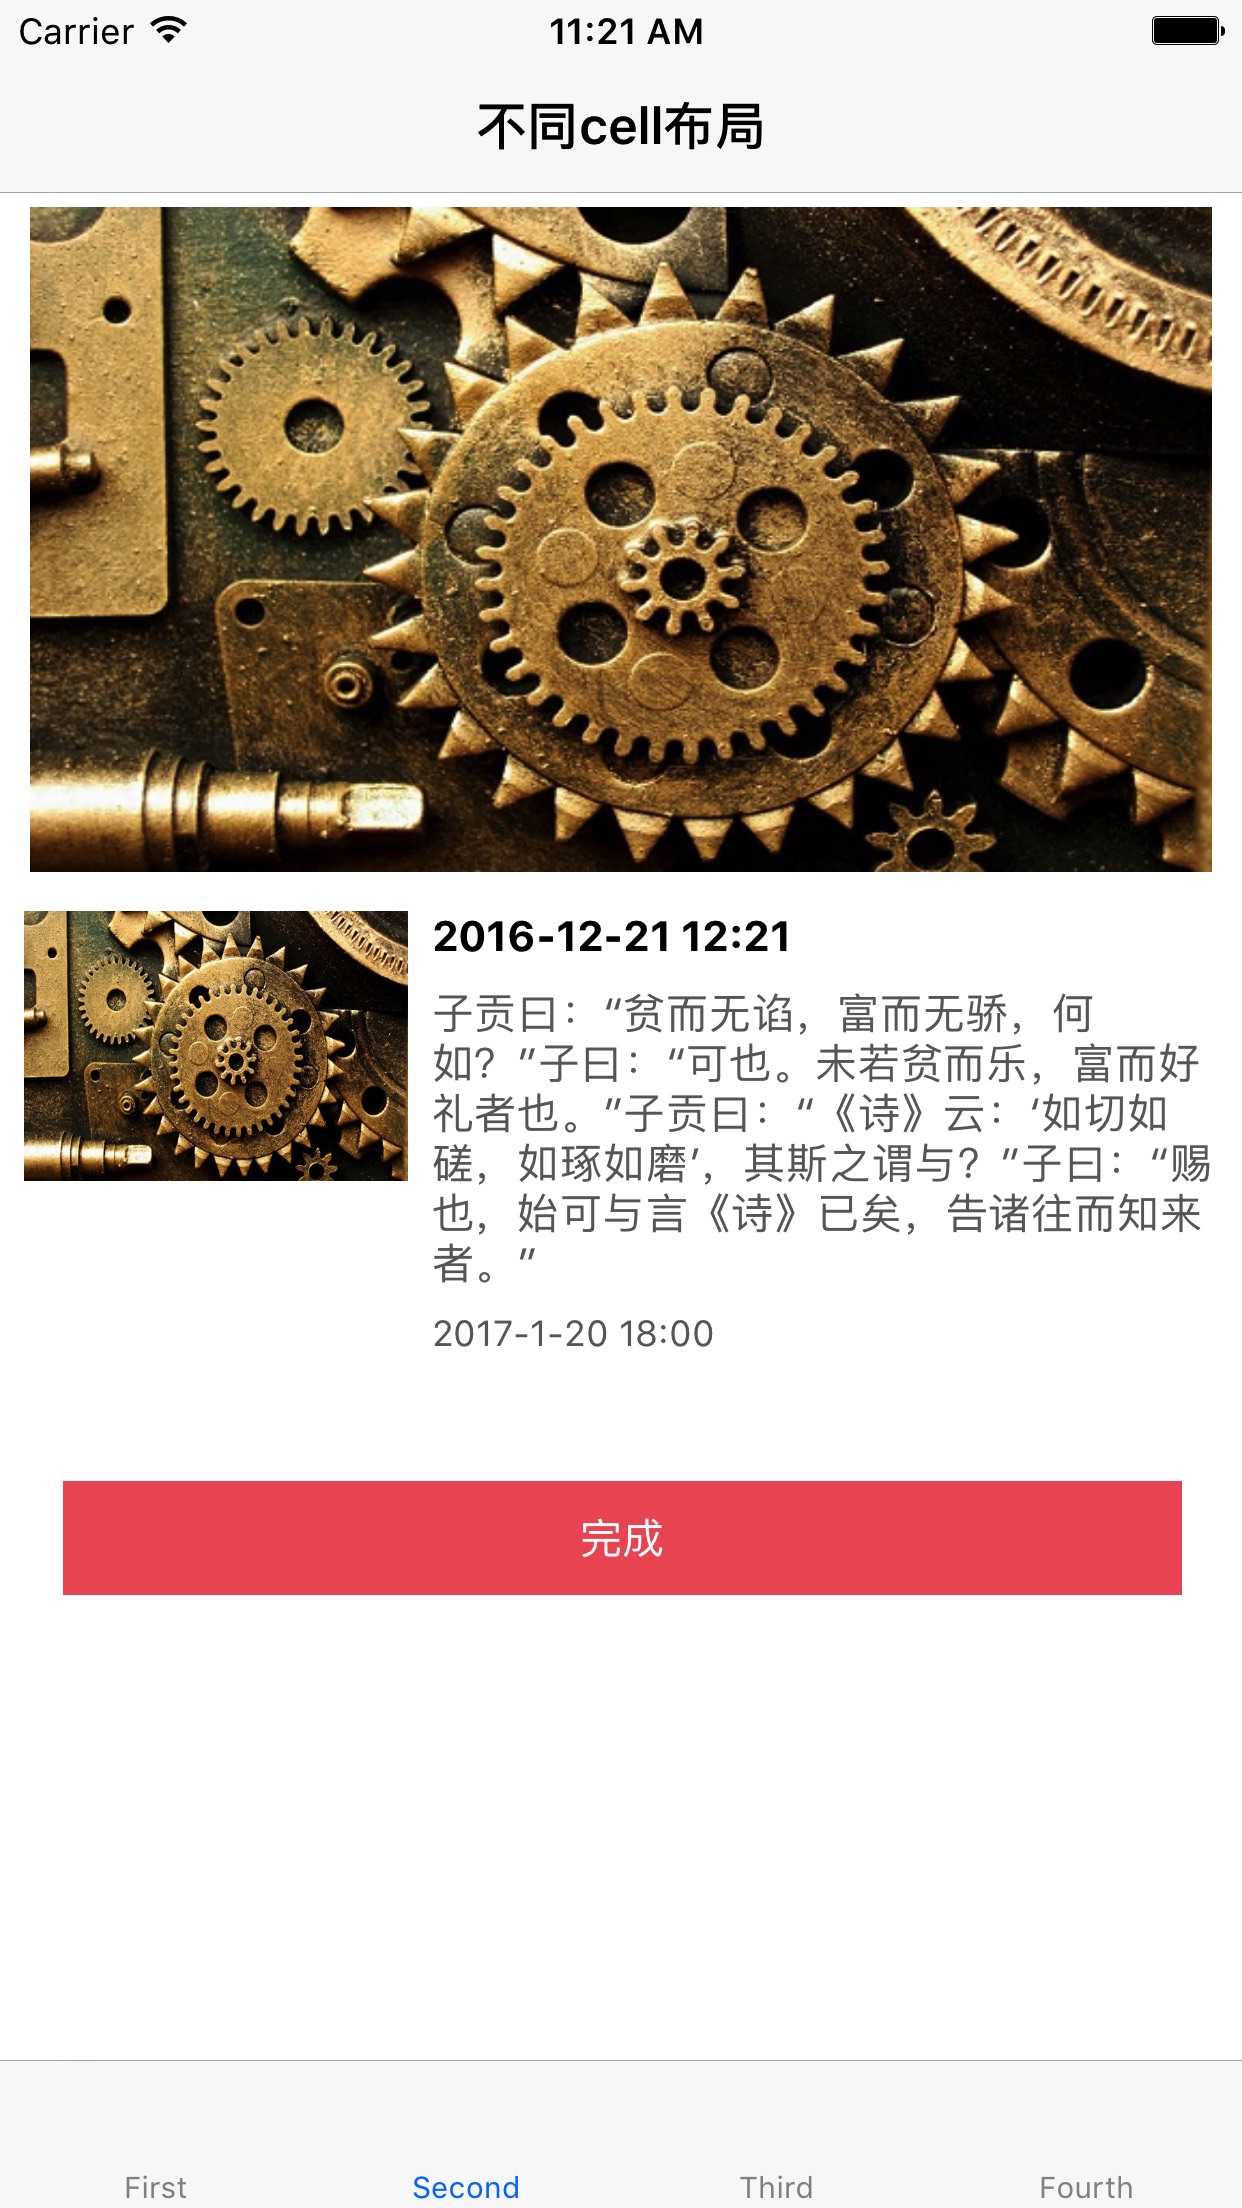 Carrier
11:21 AM
不同cell布局
2016-12-21 12:21
子贡曰：“贫而无谄，富而无骄，何
如？”子曰：“可也。未若贫而乐，富而好
礼者也。”子贡曰：“《诗》云：‘如切如
磋，如琢如磨’，其斯之谓与？”子曰：“赐
也，始可与言《诗》已矣，告诸往而知来
者。”
2017-1-20 18:00
完成
First
Second
Third
Fourth